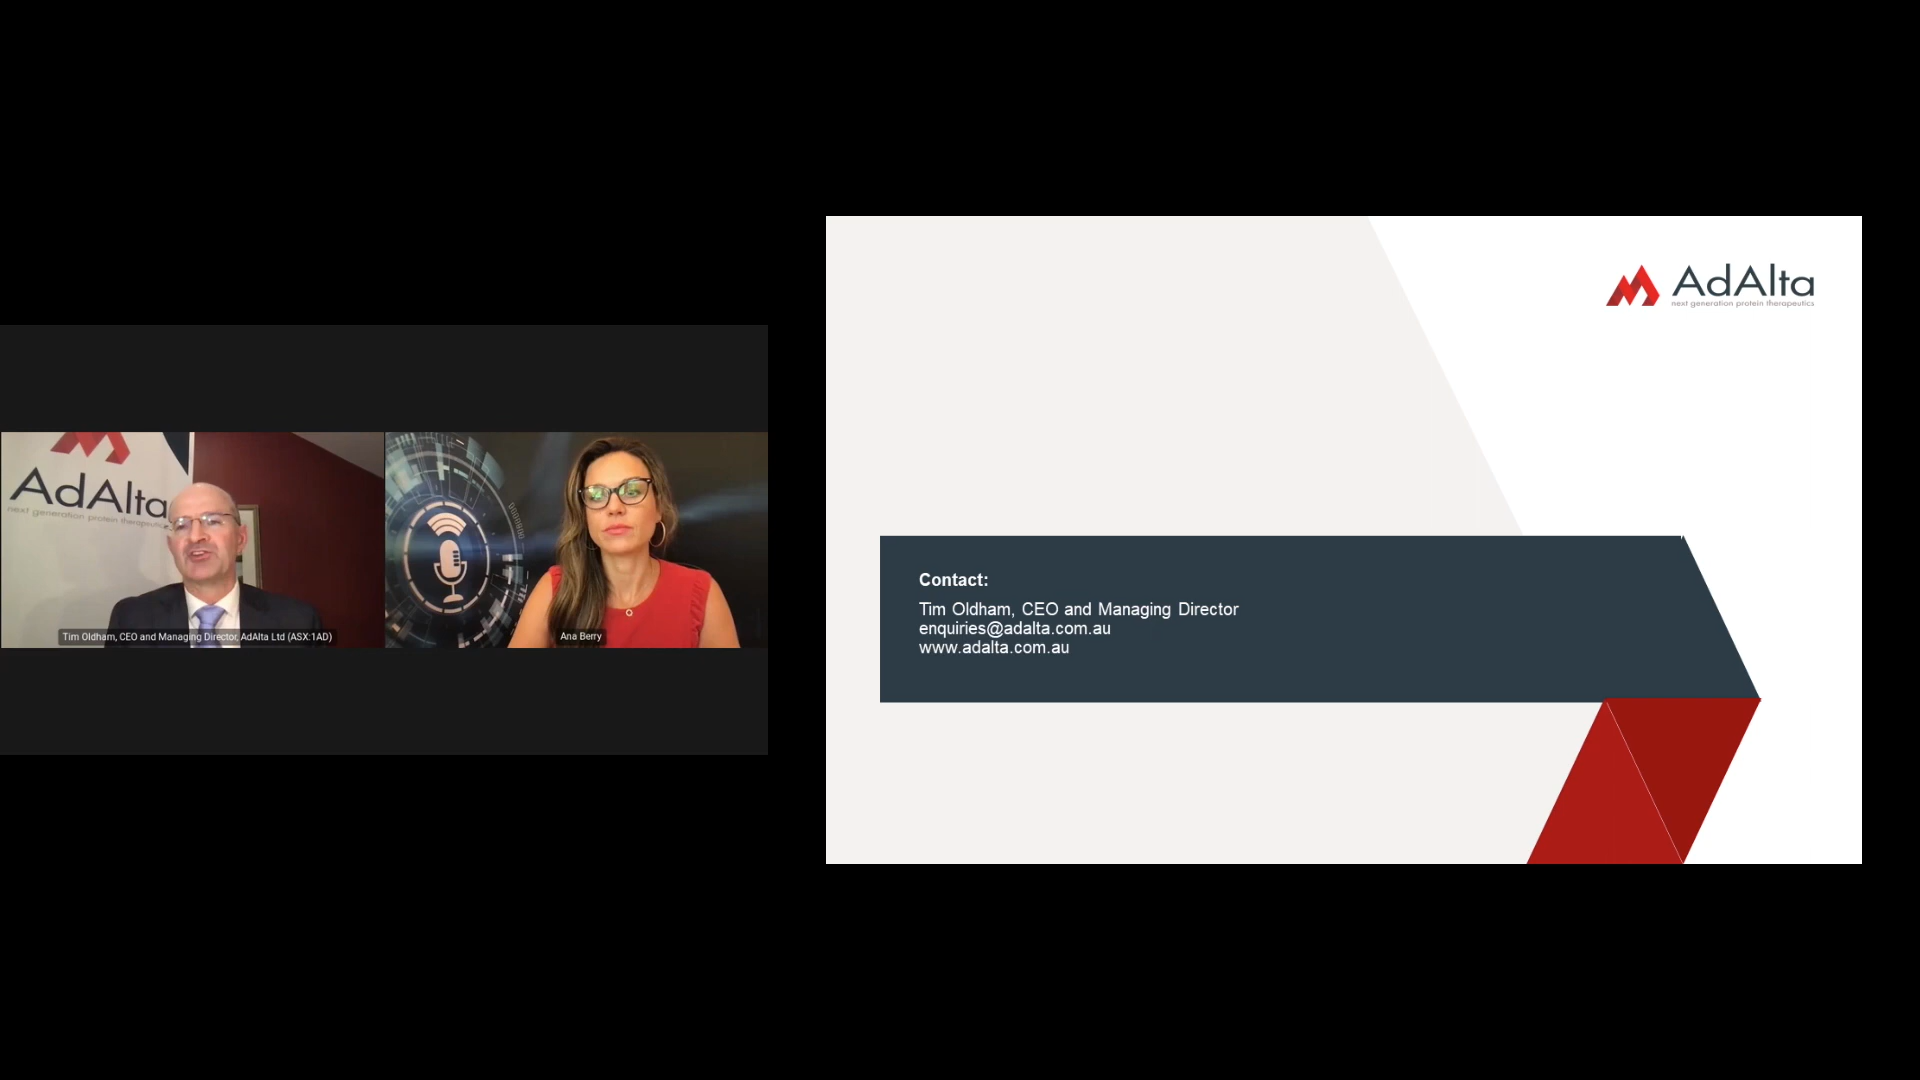 AdAlta
next generation protein therapeutics
Tim Oldham, CEO and Managing Director, AdAlta Ltd (ASX:1AD)
Ana Berry
AdAlta
next generation protein therapeutics
Contact:
Tim Oldham, CEO and Managing Director
enquiries@adalta.com.au
www.adalta.com.au